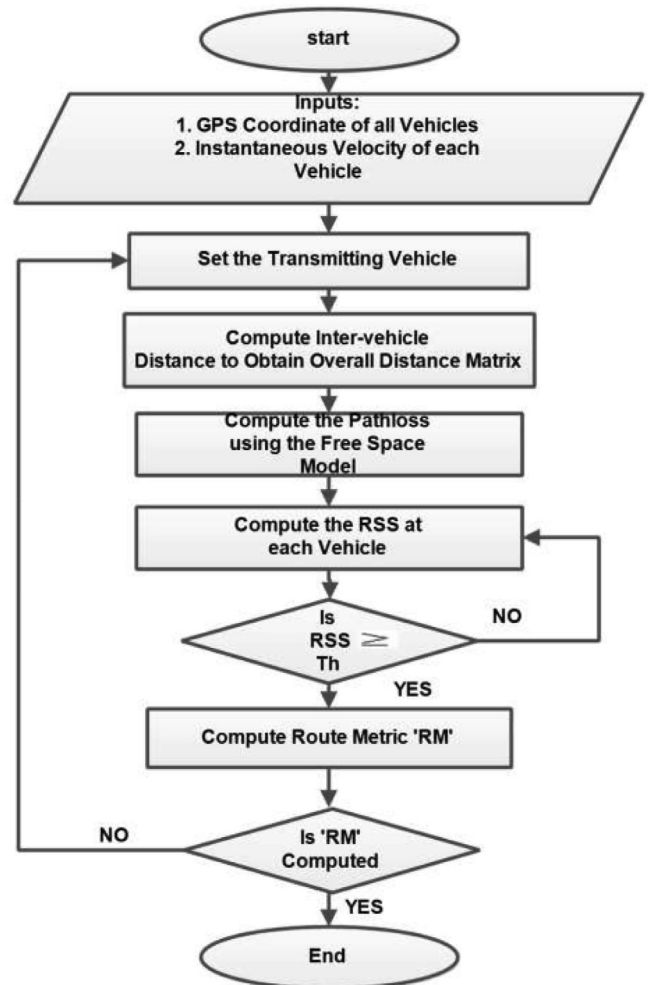 start
Inputs:
1. GPS Coordinate of all Vehicles
2. Instantaneous Velocity of each
Vehicle
Set the Transmitting Vehicle
Compute Inter-vehicle
Distance to Obtain Overall Distance Matrix
Compute the Pathloss
using the Free Space
Model
Compute the RSS at
each Vehicle
Is
RSS ≥
Th
NO
YES
Compute Route Metric 'RM'
NO
Is 'RM'
Computed
YES
End